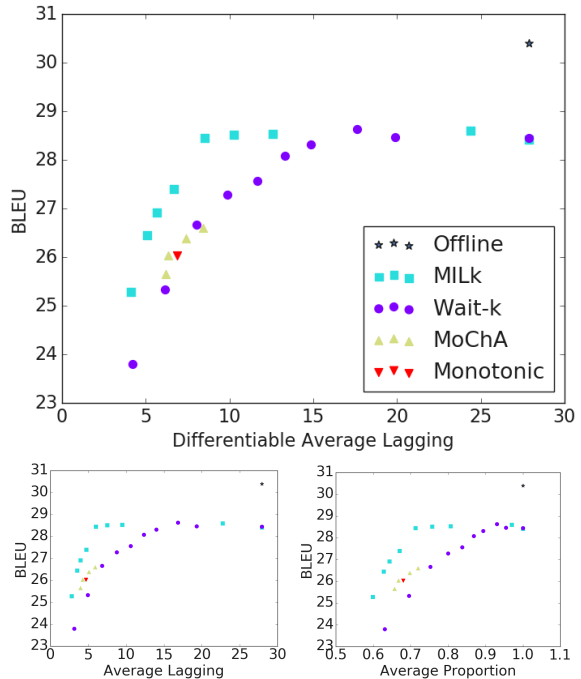 31
30
29
28
27
26
25
24
23
BLEU
0 5 10 15 20 25 30
Differentiable Average Lagging
Offline
MILk
Wait-k
MoChA
Monotonic
31
30
29
28
27
26
25
24
23
BLEU
0 5 10 15 20 25 30
Average Lagging
31
30
29
28
27
26
25
24
23
BLEU
0.5 0.6 0.7 0.8 0.9 1.0 1.1
Average Proportion